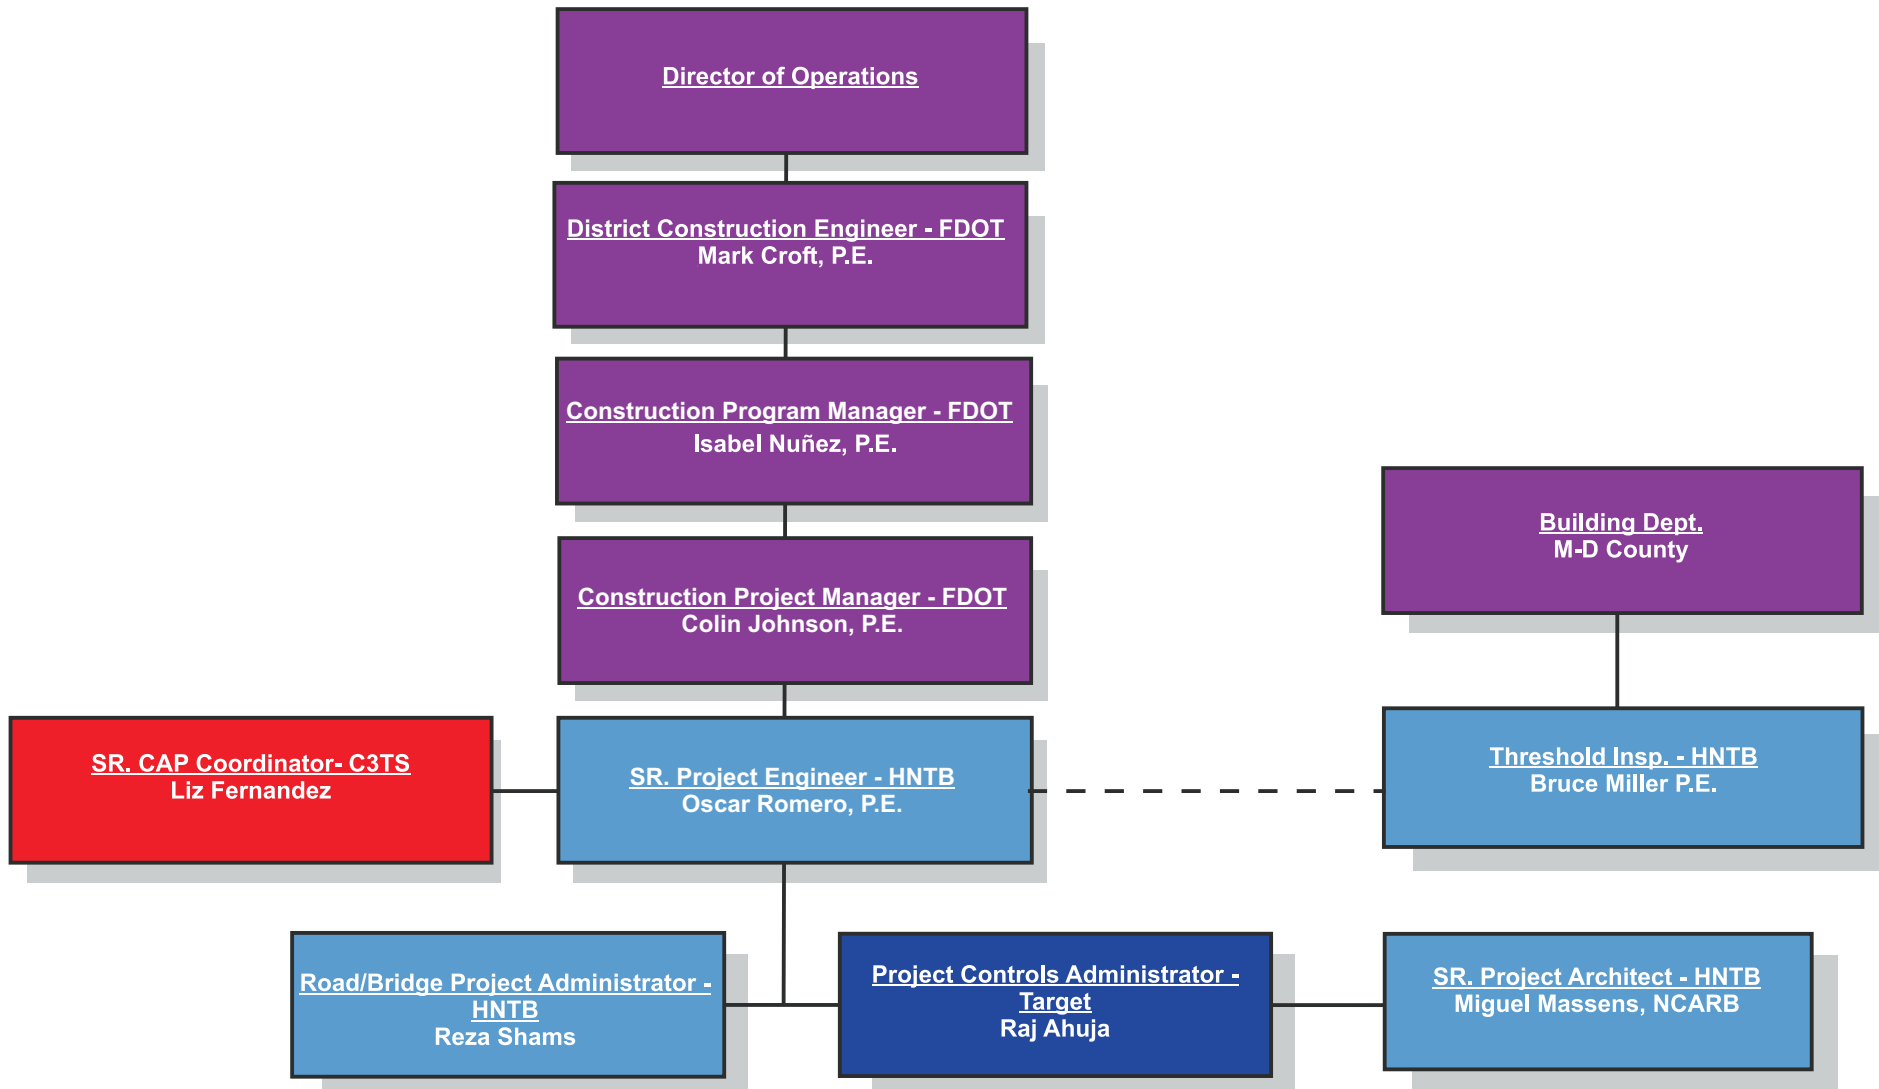 Director of Operations
District Construction Engineer - FDOT
Mark Croft, P.E.
Construction Program Manager - FDOT
Isabel Nuñez, P.E.
Construction Project Manager - FDOT
Colin Johnson, P.E.
Building Dept.
M-D County
SR. CAP Coordinator- C3TS
Liz Fernandez
SR. Project Engineer - HNTB
Oscar Romero, P.E.
Threshold Insp. - HNTB
Bruce Miller P.E.
Road/Bridge Project Administrator -
HNTB
Reza Shams
Project Controls Administrator -
Target
Raj Ahuja
SR. Project Architect - HNTB
Miguel Massens, NCARB